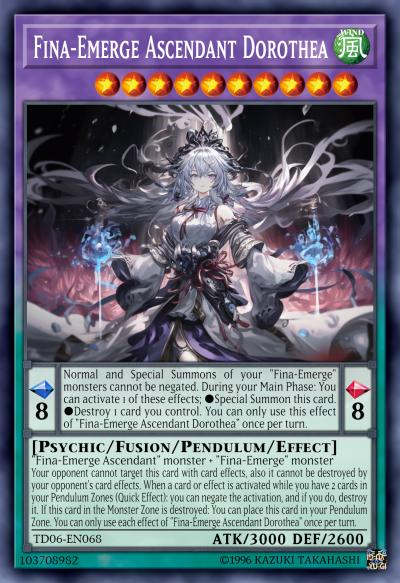 Fina-Emerge Ascendant Dorothea
WIND
風
Normal and Special Summons of your "Fina-Emerge"
monsters cannot be negated. During your Main Phase: You
can activate 1 of these effects; ●Special Summon this card.
●Destroy 1 card you control. You can only use this effect
of "Fina-Emerge Ascendant Dorothea" once per turn.
8
8
[Psychic/Fusion/Pendulum/Effect]
"Fina-Emerge Ascendant" monster + "Fina-Emerge" monster
Your opponent cannot target this card with card effects, also it cannot be destroyed
by your opponent's card effects. When a card or effect is activated while you have 2 cards in
your Pendulum Zones (Quick Effect): you can negate the activation, and if you do, destroy
it. If this card in the Monster Zone is destroyed: You can place this card in your Pendulum
Zone. You can only use each effect of "Fina-Emerge Ascendant Dorothea" once per turn.
TD06-EN068
ATK/3000 DEF/2600
103708982
©1996 KAZUKI TAKAHASHI